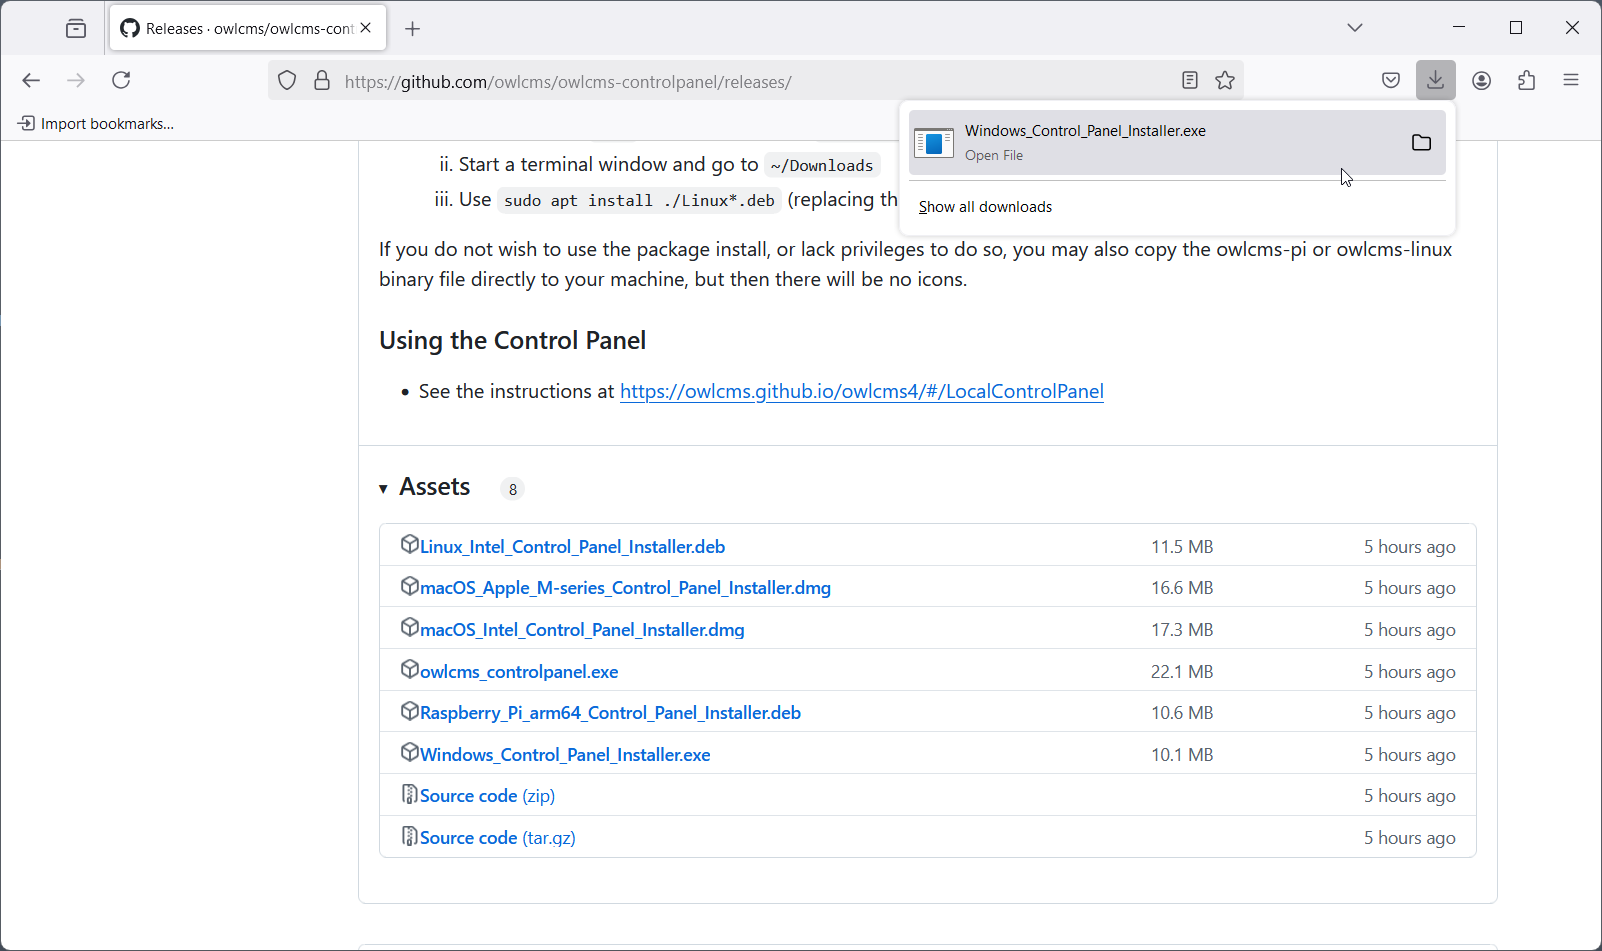 Releases · owlcms/owlcms-cont
https://github.com/owlcms/owlcms-controlpanel/releases/
Import bookmarks...
Windows_Control_Panel_Installer.exe
Open File
Show all downloads
ii. Start a terminal window and go to ~/Downloads
iii. Use sudo apt install ./Linux*.deb (replacing th
If you do not wish to use the package install, or lack privileges to do so, you may also copy the owlcms-pi or owlcms-linux
binary file directly to your machine, but then there will be no icons.
Using the Control Panel
• See the instructions at https://owlcms.github.io/owlcms4/#/LocalControlPanel
Assets 8
Linux_Intel_Control_Panel_Installer.deb 11.5 MB 5 hours ago
macOS_Apple_M-series_Control_Panel_Installer.dmg 16.6 MB 5 hours ago
macOS_Intel_Control_Panel_Installer.dmg 17.3 MB 5 hours ago
owlcms_controlpanel.exe 22.1 MB 5 hours ago
Raspberry_Pi_arm64_Control_Panel_Installer.deb 10.6 MB 5 hours ago
Windows_Control_Panel_Installer.exe 10.1 MB 5 hours ago
Source code (zip) 5 hours ago
Source code (tar.gz) 5 hours ago